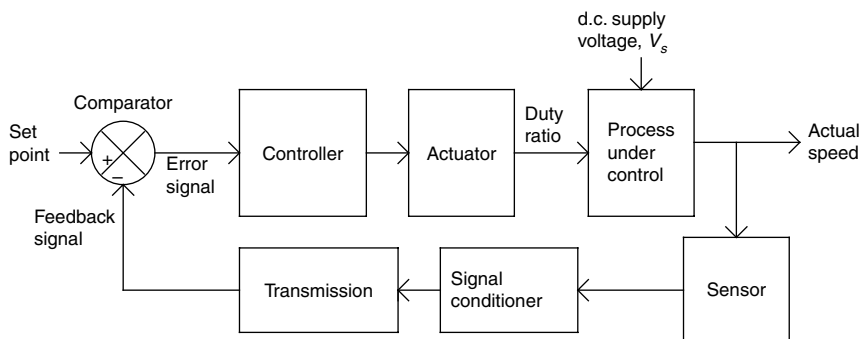 d.c. supply
voltage, Vs
Comparator
Set
point
+
−
Error
signal
Controller
Actuator
Duty
ratio
Process
under
control
Actual
speed
Feedback
signal
Transmission
Signal
conditioner
Sensor